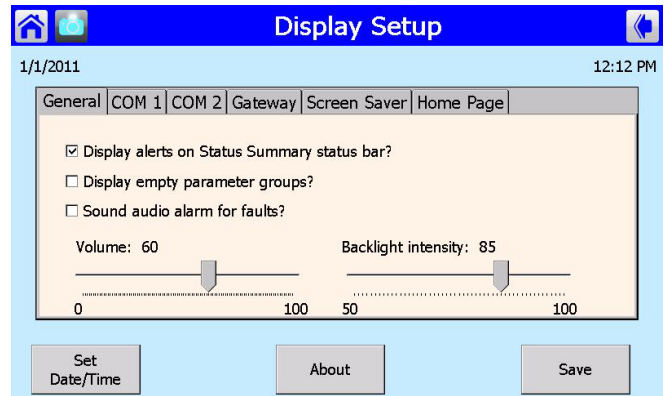 Display Setup
1/1/2011 12:12 PM
General COM 1 COM 2 Gateway Screen Saver Home Page
Display alerts on Status Summary status bar?
Display empty parameter groups?
Sound audio alarm for faults?
Volume: 60 Backlight intensity: 85
0 100 50 100
Set
Date/Time
About
Save